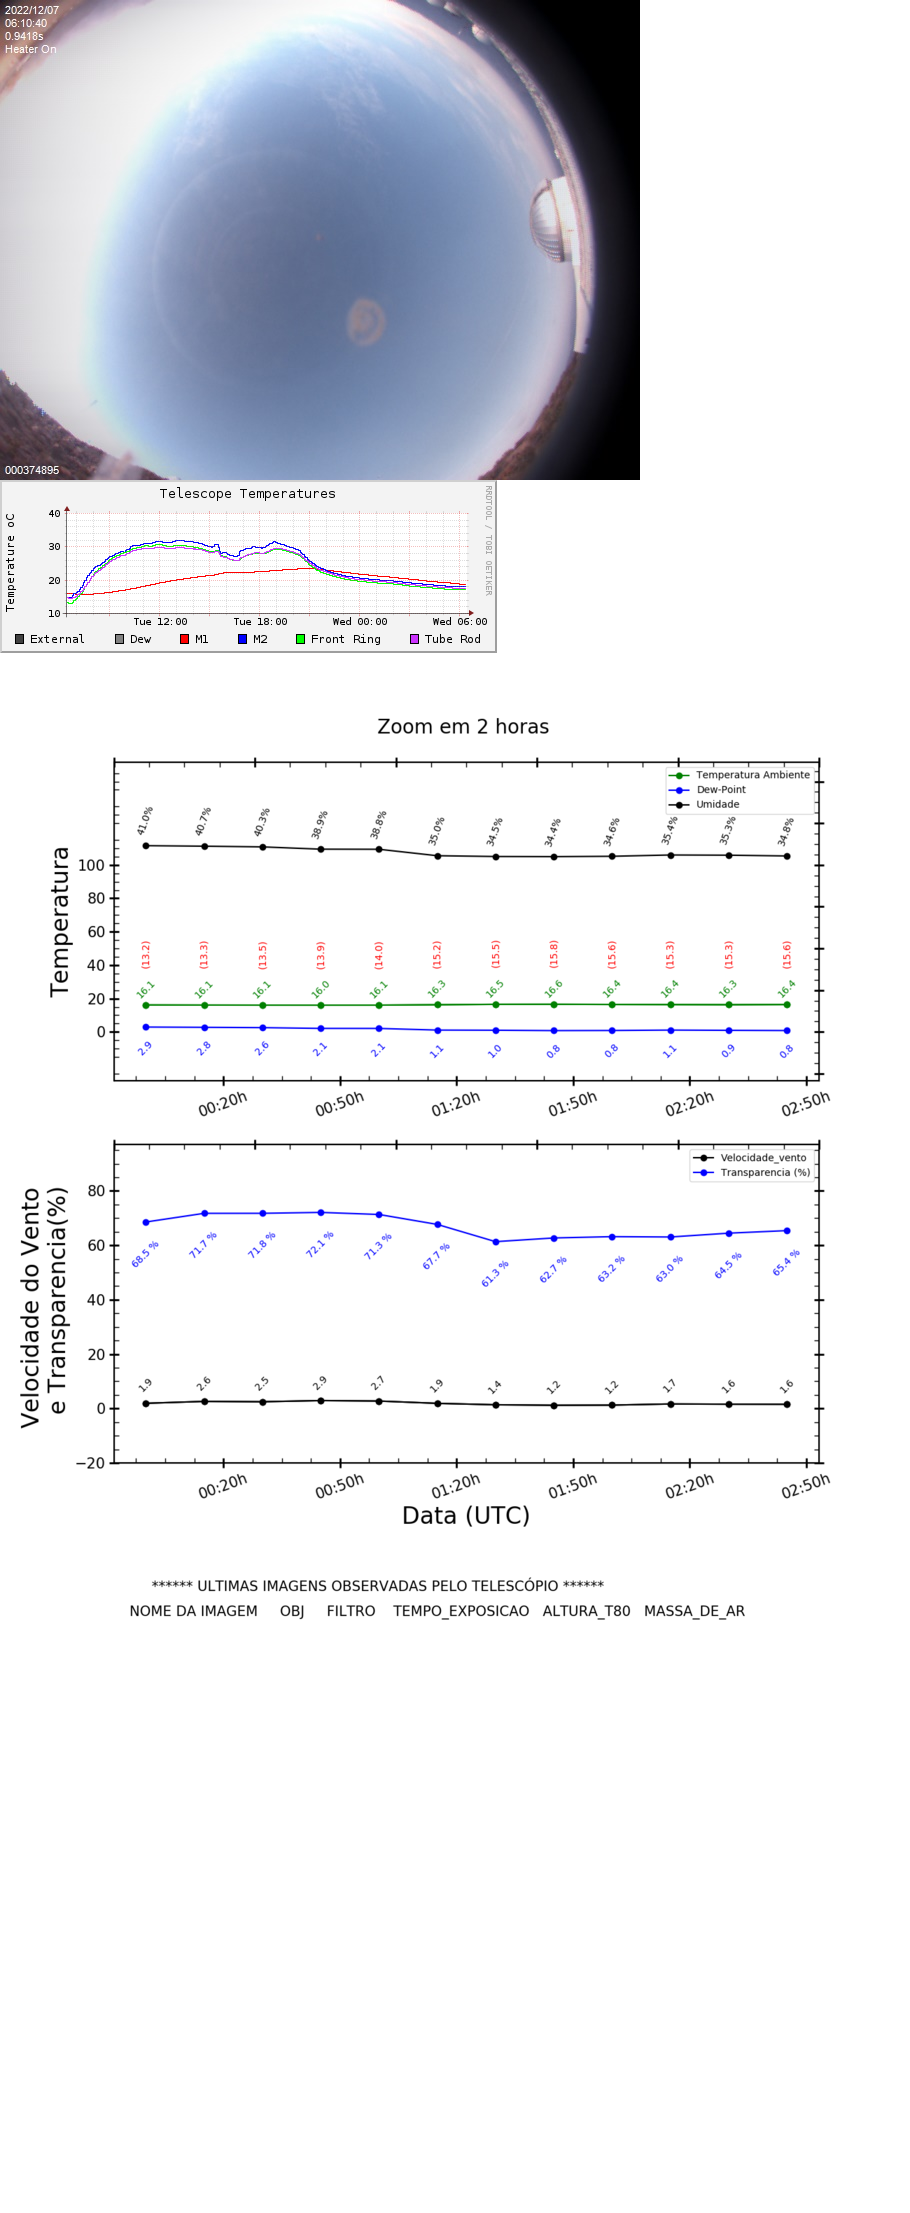 2022/12/07
06:10:40
0.9418s
Heater On
000374895
Telescope Temperatures
RRDTOOL / TOBI OETIKER
Temperature oC
40
30
20
10
Tue 12:00 Tue 18:00 Wed 00:00 Wed 06:00
External Dew M1 M2 Front Ring Tube Rod
Zoom em 2 horas
Temperatura Ambiente
Dew-Point
Umidade
Temperatura
100
80
60
40
20
0
41.0% 40.7% 40.3% 38.9% 38.8% 35.0% 34.5% 34.4% 34.6% 35.4% 35.3% 34.8%
(13.2) (13.3) (13.5) (13.9) (14.0) (15.2) (15.5) (15.8) (15.6) (15.3) (15.3) (15.6)
16.1 16.1 16.1 16.0 16.1 16.3 16.5 16.6 16.4 16.4 16.3 16.4
2.9 2.8 2.6 2.1 2.1 1.1 1.0 0.8 0.8 1.1 0.9 0.8
00:20h 00:50h 01:20h 01:50h 02:20h 02:50h
Velocidade_vento
Transparencia (%)
Velocidade do Vento
e Transparencia(%)
80
60
40
20
0
−20
68.5 % 71.7 % 71.8 % 72.1 % 71.3 % 67.7 % 61.3 % 62.7 % 63.2 % 63.0 % 64.5 % 65.4 %
1.9 2.6 2.5 2.9 2.7 1.9 1.4 1.2 1.2 1.7 1.6 1.6
00:20h 00:50h 01:20h 01:50h 02:20h 02:50h
Data (UTC)
****** ULTIMAS IMAGENS OBSERVADAS PELO TELESCÓPIO ******
NOME DA IMAGEM OBJ FILTRO TEMPO_EXPOSICAO ALTURA_T80 MASSA_DE_AR